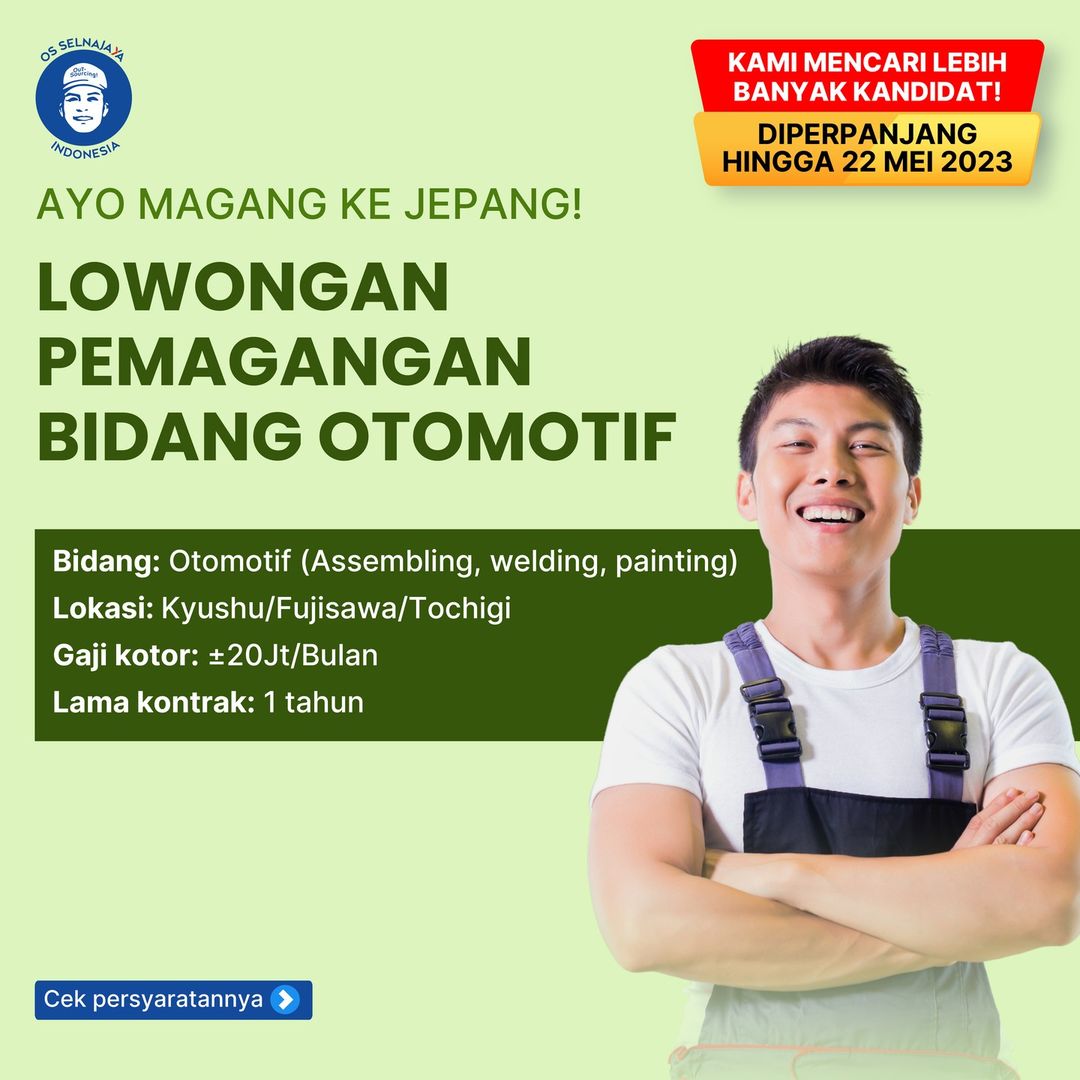 OS SELNAJAYA
Out-
Sourcing!
INDONESIA
KAMI MENCARI LEBIH
BANYAK KANDIDAT!
DIPERPANJANG
HINGGA 22 MEI 2023
AYO MAGANG KE JEPANG!
LOWONGAN
PEMAGANGAN
BIDANG OTOMOTIF
Bidang: Otomotif (Assembling, welding, painting)
Lokasi: Kyushu/Fujisawa/Tochigi
Gaji kotor: ±20Jt/Bulan
Lama kontrak: 1 tahun
Cek persyaratannya